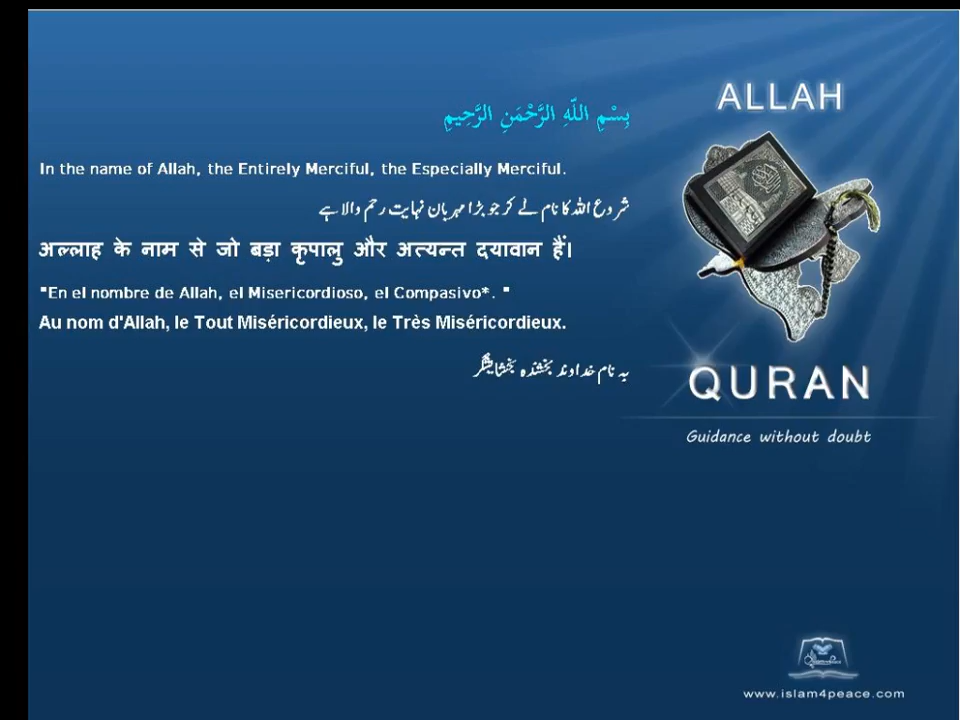 بِسْمِ اللَّهِ الرَّحْمَنِ الرَّحِيمِ
In the name of Allah, the Entirely Merciful, the Especially Merciful.
شروع الله کا نام لے کر جو بڑا مہربان نہایت رحم والا ہے
अल्लाह के नाम से जो बड़ा कृपालु और अत्यन्त दयावान हैं।
"En el nombre de Allah, el Misericordioso, el Compasivo*. "
Au nom d'Allah, le Tout Miséricordieux, le Très Miséricordieux.
به نام خداوند بخشنده بخشایشگر
ALLAH
QURAN
Guidance without doubt
www.islam4peace.com